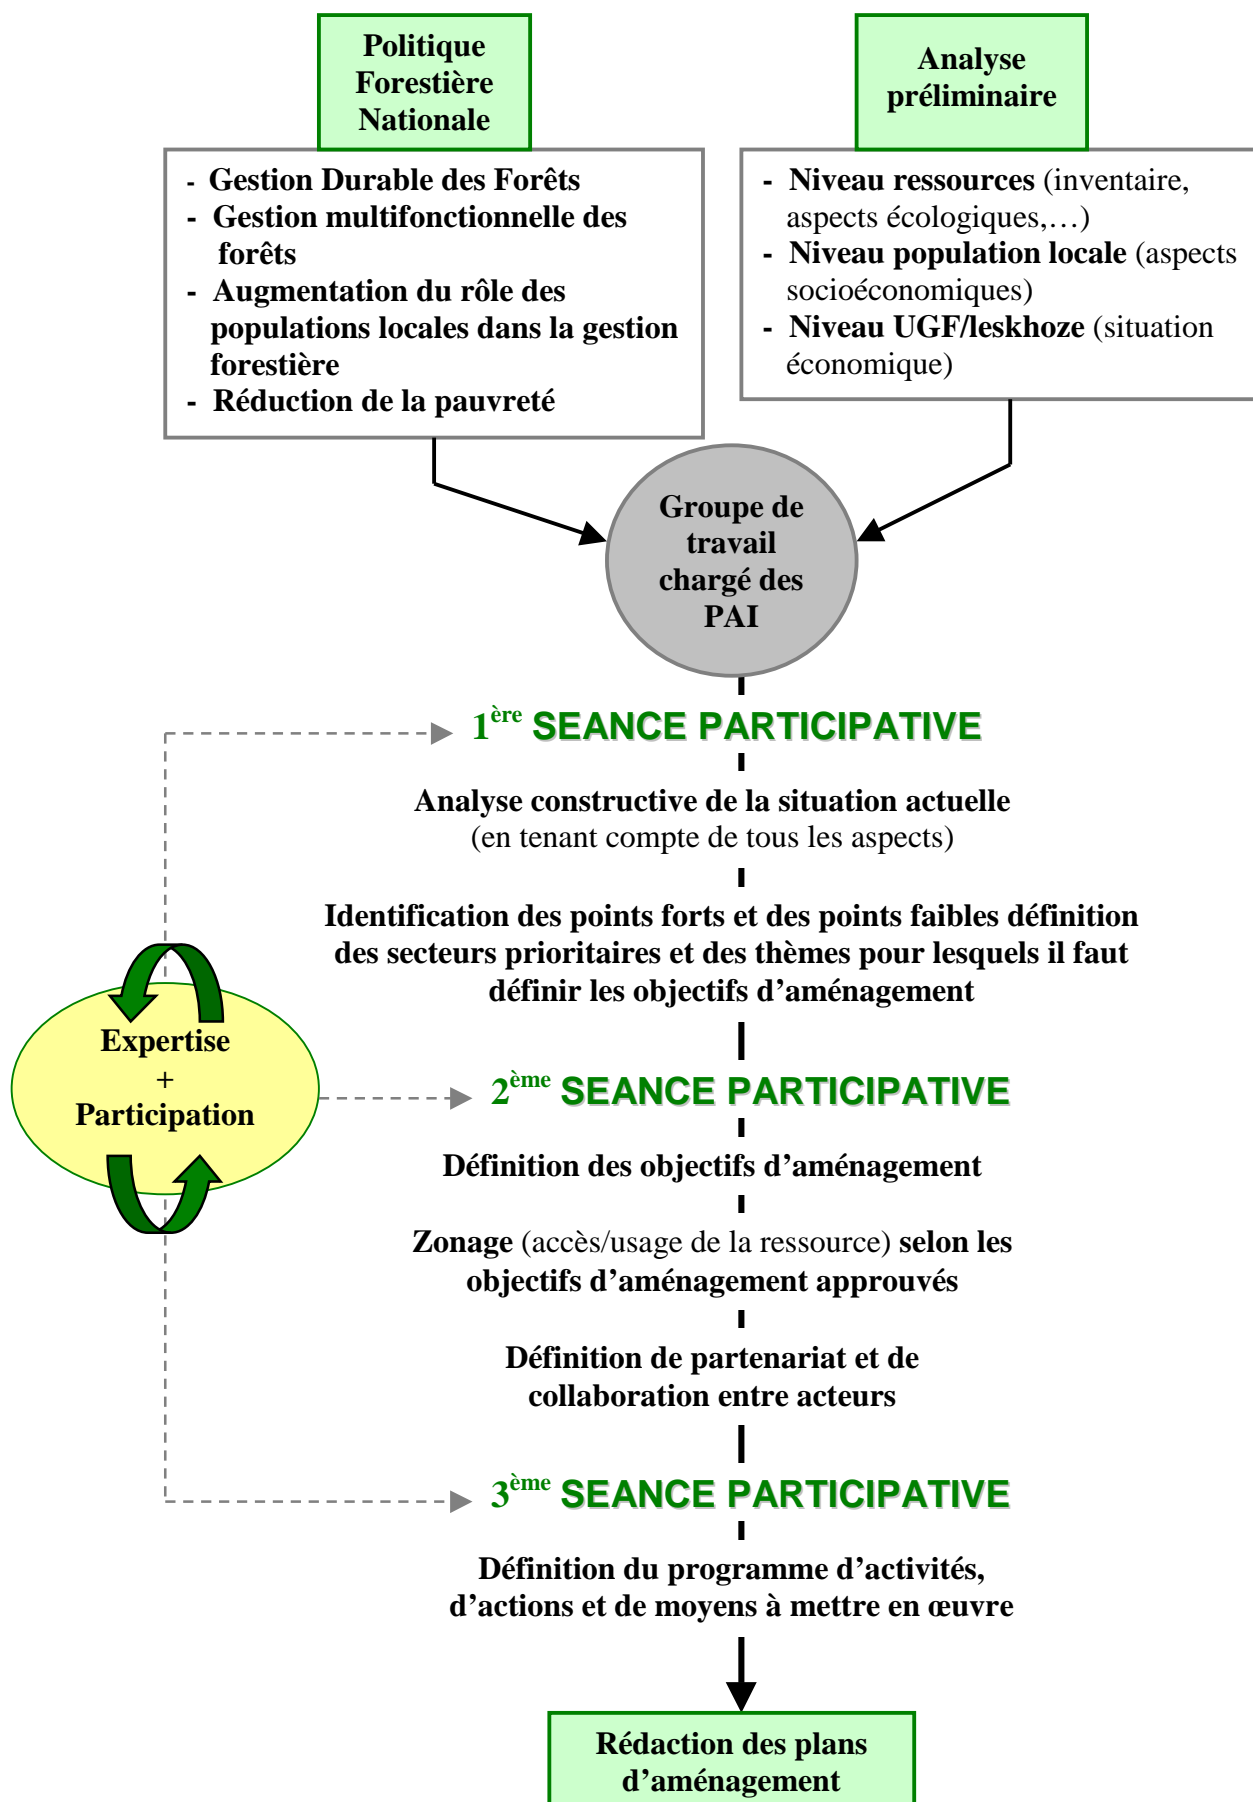 Politique
Forestière
Nationale
- Gestion Durable des Forêts
- Gestion multifonctionnelle des
forêts
- Augmentation du rôle des
populations locales dans la gestion
forestière
- Réduction de la pauvreté
Analyse
préliminaire
- Niveau ressources (inventaire,
aspects écologiques,…)
- Niveau population locale (aspects
socioéconomiques)
- Niveau UGF/leskhoze (situation
économique)
Groupe de
travail
chargé des
PAI
1ère SEANCE PARTICIPATIVE
Analyse constructive de la situation actuelle
(en tenant compte de tous les aspects)
Identification des points forts et des points faibles définition
des secteurs prioritaires et des thèmes pour lesquels il faut
définir les objectifs d’aménagement
Expertise
+
Participation
2ème SEANCE PARTICIPATIVE
Définition des objectifs d’aménagement
Zonage (accès/usage de la ressource) selon les
objectifs d’aménagement approuvés
Définition de partenariat et de
collaboration entre acteurs
3ème SEANCE PARTICIPATIVE
Définition du programme d’activités,
d’actions et de moyens à mettre en œuvre
Rédaction des plans
d’aménagement